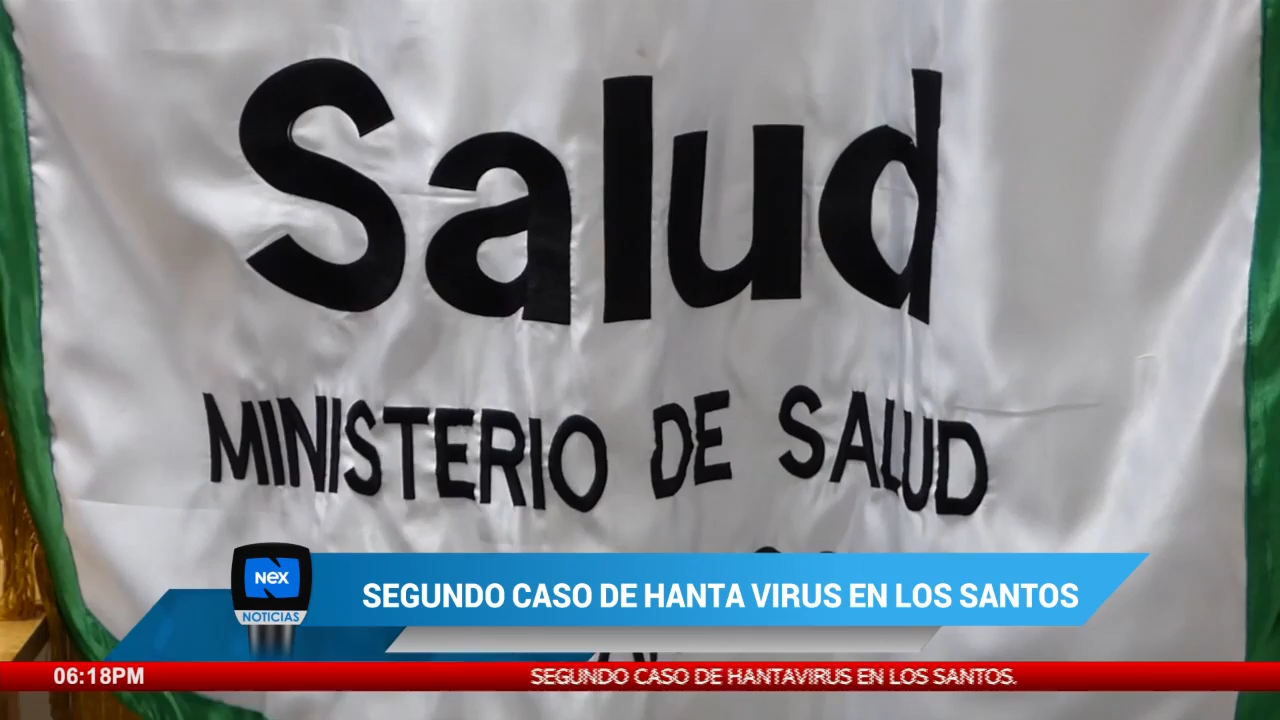 Salud
MINISTERIO DE SALUD
Nex
NOTICIAS
SEGUNDO CASO DE HANTA VIRUS EN LOS SANTOS
06:18PM
SEGUNDO CASO DE HANTAVIRUS EN LOS SANTOS.